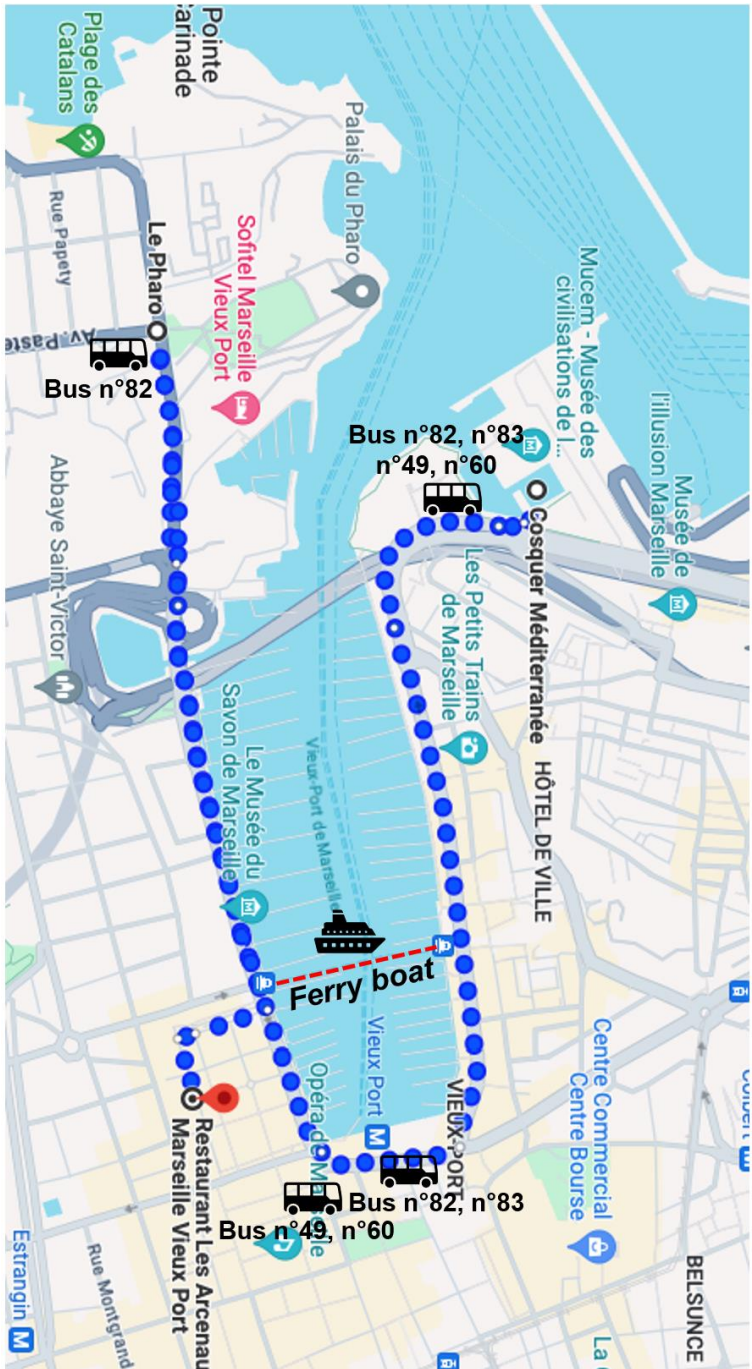 Pointe
Carinade
Plage des
Catalans
Rue Papety
Palais du Pharo
Le Pharo
Av. Paste
Bus n°82
Sofitel Marseille
Vieux Port
Mucem - Musée des
civilisations de l...
Musée de
l'illusion Marseille
Bus n°82, n°83
n°49, n°60
Cosquer Méditerranée
Abbaye Saint-Victor
Les Petits Trains
de Marseille
Le Musée du
Savon de Marseille
Vieux-Port de Marseille
HÔTEL DE VILLE
Ferry boat
Vieux Port
M
VIEUX-PORT
Centre Commercial
Centre Bourse
Opéra de Marseille
Bus n°82, n°83
Bus n°49, n°60
Restaurant Les Arcenau
Marseille Vieux Port
Rue Montgrand
Estrangin M
BELSUNCE